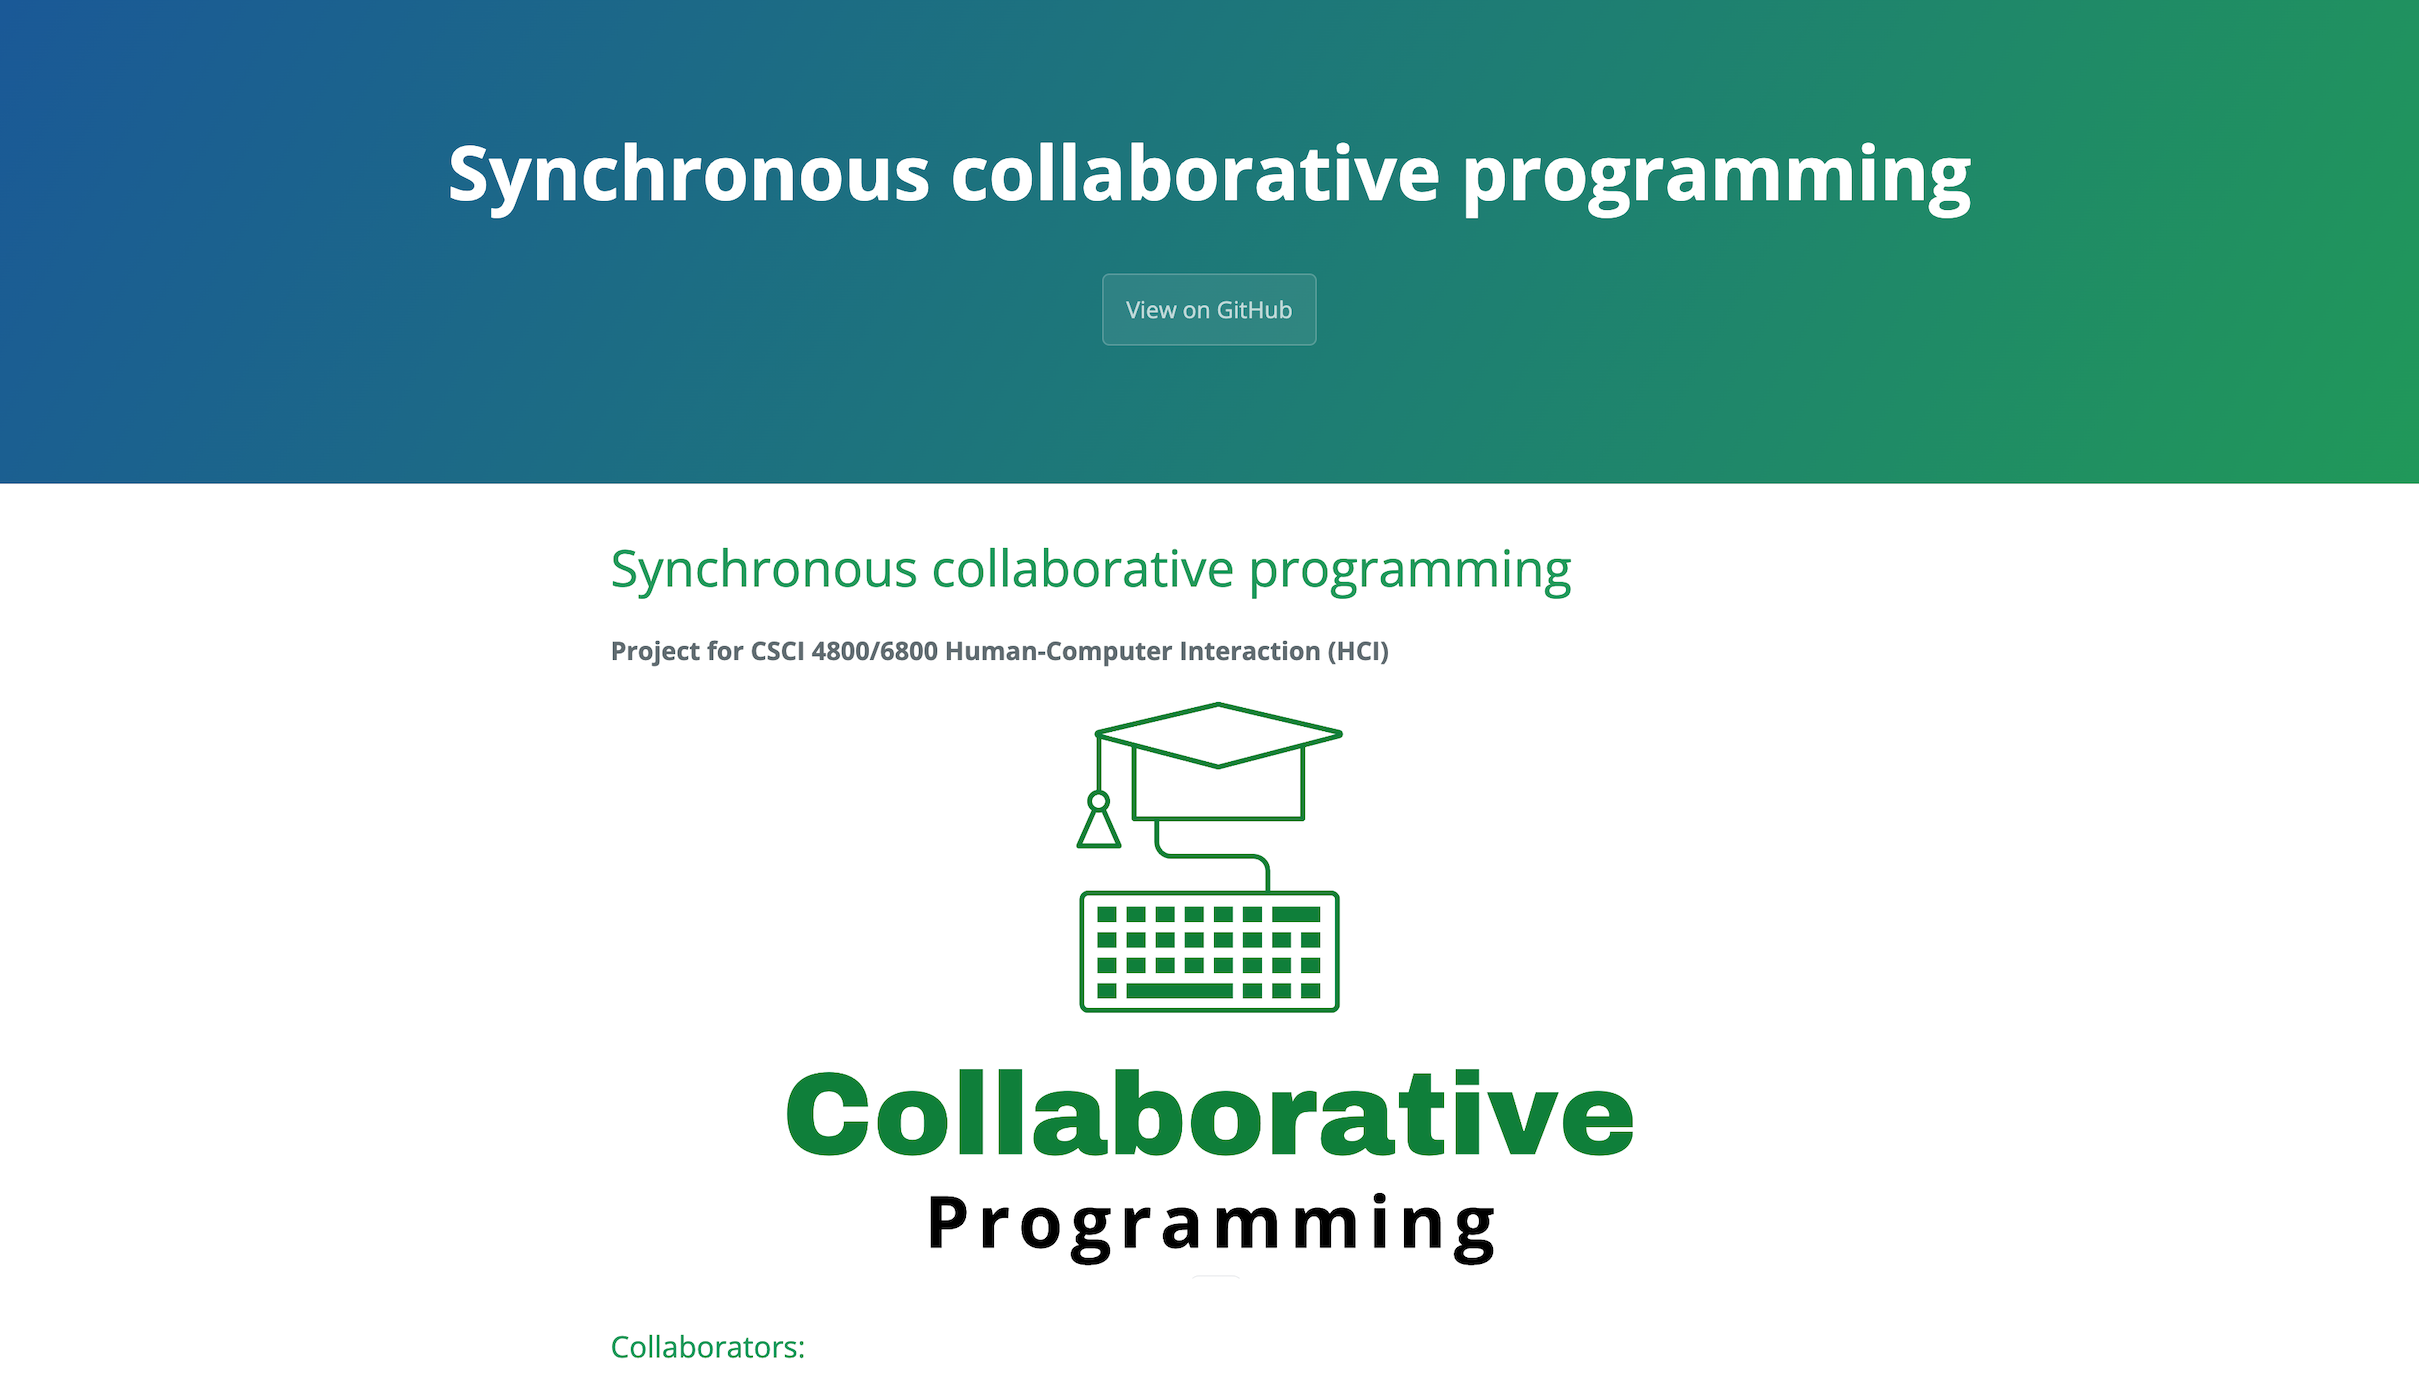 Synchronous collaborative programming
View on GitHub
Synchronous collaborative programming
Project for CSCI 4800/6800 Human-Computer Interaction (HCI)
Collaborative
Programming
Collaborators: